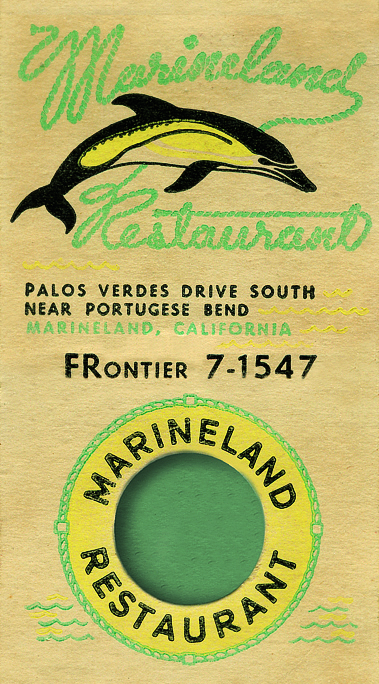 Marineland
Restaurant
PALOS VERDES DRIVE SOUTH
NEAR PORTUGESE BEND
MARINELAND, CALIFORNIA
FRONTIER 7-1547
MARINELAND
RESTAURANT